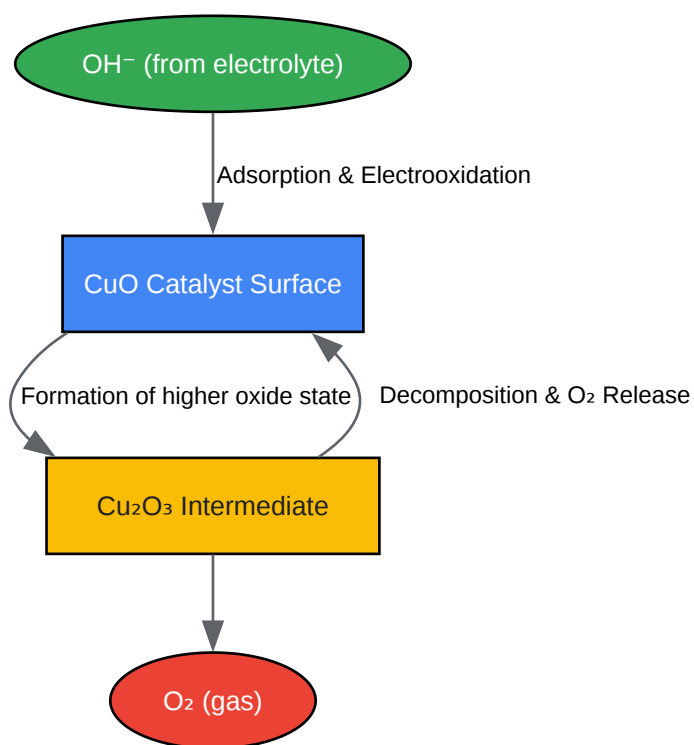 OH⁻ (from electrolyte)
Adsorption & Electrooxidation
CuO Catalyst Surface
Formation of higher oxide state
Decomposition & O₂ Release
Cu₂O₃ Intermediate
O₂ (gas)